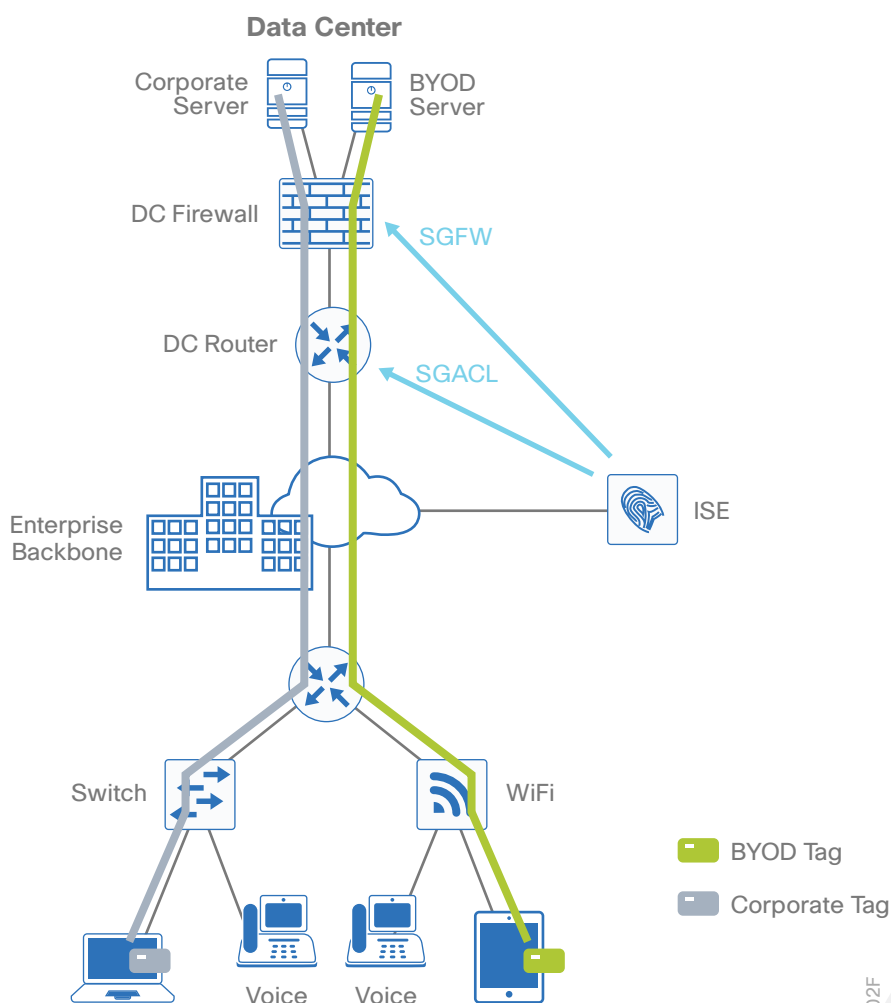 Data Center
Corporate
Server
BYOD
Server
DC Firewall
SGFW
DC Router
SGACL
ISE
Enterprise
Backbone
Switch
WiFi
BYOD Tag
Corporate Tag
Voice
Voice
02F